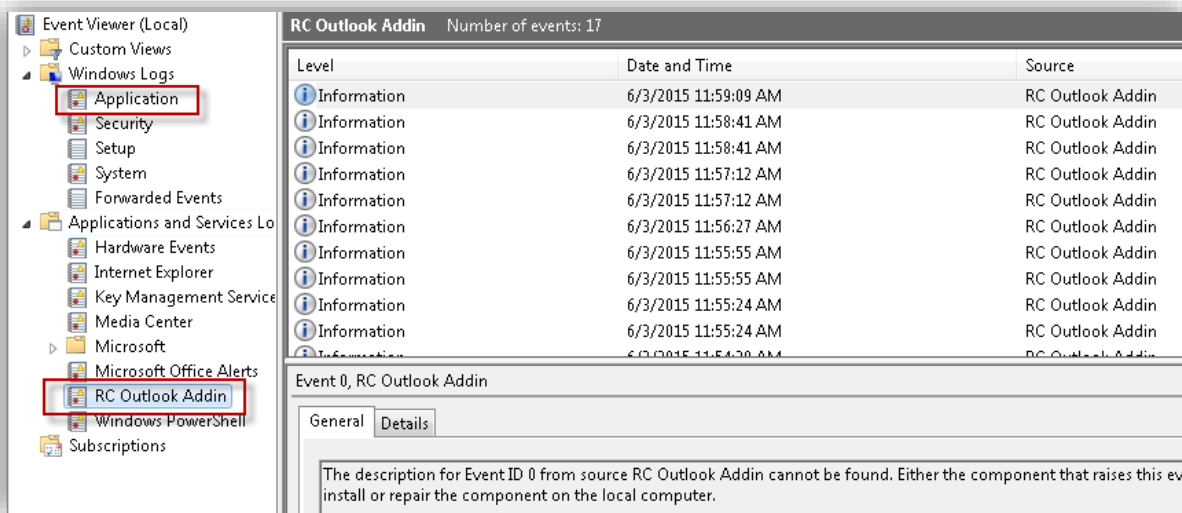 Event Viewer (Local)
Custom Views
Windows Logs
Application
Security
Setup
System
Forwarded Events
Applications and Services Lo
Hardware Events
Internet Explorer
Key Management Service
Media Center
Microsoft
Microsoft Office Alerts
RC Outlook Addin
Windows PowerShell
Subscriptions
RC Outlook Addin Number of events: 17
Level Date and Time Source
Information 6/3/2015 11:59:09 AM RC Outlook Addin
Information 6/3/2015 11:58:41 AM RC Outlook Addin
Information 6/3/2015 11:58:41 AM RC Outlook Addin
Information 6/3/2015 11:57:12 AM RC Outlook Addin
Information 6/3/2015 11:57:12 AM RC Outlook Addin
Information 6/3/2015 11:56:27 AM RC Outlook Addin
Information 6/3/2015 11:55:55 AM RC Outlook Addin
Information 6/3/2015 11:55:55 AM RC Outlook Addin
Information 6/3/2015 11:55:24 AM RC Outlook Addin
Information 6/3/2015 11:55:24 AM RC Outlook Addin
Event 0, RC Outlook Addin
General Details
The description for Event ID 0 from source RC Outlook Addin cannot be found. Either the component that raises this ev
install or repair the component on the local computer.